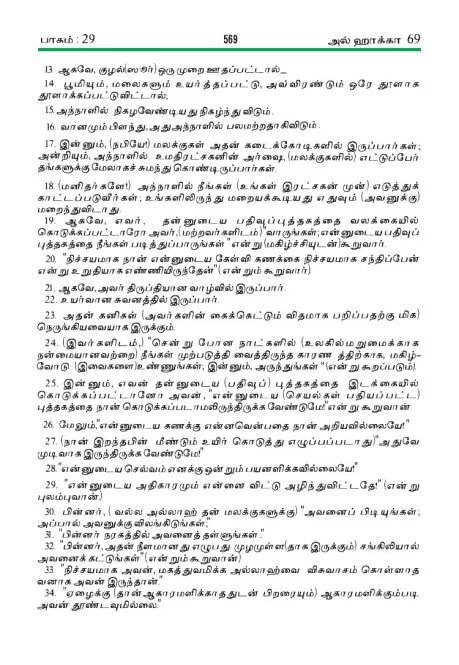 பாகம் : 29
569
அல் ஹாக்கா 69
13. ஆகவே, குழல்(ஸூர்) ஒரு முறை ஊதப்பட்டால்_
14. பூமியும், மலைகளும் உயர்த்தப்பட்டு, அவ்விரண்டும் ஒரே தூளாக
தூளாக்கப்பட்டுவிட்டால்;
15.அந்நாளில் நிகழவேண்டியது நிகழ்ந்து விடும்.
16. வானமும் பிளந்து,அது அந்நாளில் பலமற்றதாகிவிடும்.
17. இன்னும், (நபியே!) மலக்குகள் அதன் கடைக்கோடிகளில் இருப்பார்கள்;
அன்றியும், அந்நாளில் உமதிரட்சகனின் அர்ஷை, (மலக்குகளில்) எட்டுப்பேர்
தங்களுக்கு மேலாகச் சுமந்து கொண்டிருப்பார்கள்.
18. (மனிதர்களே!) அந்நாளில் நீங்கள் (உங்கள் இரட்சகன் முன்) எடுத்துக்
காட்டப்படுவீர்கள்; உங்களிலிருந்து மறையக்கூடியது எதுவும் (அவனுக்கு)
மறைந்துவிடாது.
19. ஆகவே, எவர், தன்னுடைய பதிவுப்புத்தகத்தை வலக்கையில்
கொடுக்கப்பட்டாரோ அவர்,(மற்றவர்களிடம்) "வாருங்கள்;என்னுடைய பதிவுப்
புத்தகத்தை நீங்கள் படித்துப்பாருங்கள் "என்று (மகிழ்ச்சியுடன்)கூறுவார்.
20. "நிச்சயமாக நான் என்னுடைய கேள்வி கணக்கை நிச்சயமாக சந்திப்பேன்
என்று உறுதியாக எண்ணியிருந்தேன்" (என்றும் கூறுவார்).
21. ஆகவே,அவர் திருப்தியான வாழ்வில் இருப்பார்.
22. உயர்வான சுவனத்தில் இருப்பார்.
23. அதன் கனிகள் (அவர்களின் கைக்கெட்டும் விதமாக பறிப்பதற்கு மிக)
நெருங்கியவையாக இருக்கும்.
24. (இவர்களிடம்,) "சென்று போன நாட்களில் (உலகில்மறுமைக்காக
நன்மையானவற்றை) நீங்கள் முற்படுத்தி வைத்திருந்த காரண த்திற்காக, மகிழ்-
வோடு (இவைகளை)உண்ணுங்கள்; இன்னும், அருந்துங்கள்" (என்று கூறப்படும்).
25. இன்னும், எவன் தன்னுடைய (பதிவுப்) புத்தகத்தை இடக்கையில்
கொடுக்கப்பட்டானோ அவன், "என்னுடைய (செயல்கள் பதியப்பட்ட)
புத்தகத்தை நான் கொடுக்கப்படாமலிருந்திருக்க வேண்டுமே!"என்று கூறுவான்.
26. மேலும்,"என்னுடைய கணக்கு என்னவென்பதை நான் அறியவில்லையே!"
27. (நான் இறந்தபின் மீண்டும் உயிர் கொடுத்து எழுப்பப்படாது)"அதுவே
முடிவாக இருந்திருக்க வேண்டுமே!"
28."என்னுடைய செல்வம் எனக்கு ஒன்றும் பயனளிக்கவில்லையே!"
29. "என்னுடைய அதிகாரமும் என்னை விட்டு அழிந்துவிட்டதே!" (என்று
புலம்புவான்.)
30. பின்னர், ( வல்ல அல்லாஹ் தன் மலக்குகளுக்கு) "அவனைப் பிடியுங்கள்;
அப்பால் அவனுக்கு விலங்கிடுங்கள்;"
31. "பின்னர் நரகத்தில் அவனைத் தள்ளுங்கள்."
32. "பின்னர்,அதன் நீளமானது எழுபது முழமுள்ள(தாக இருக்கும்) சங்கிலியால்
அவனைக் கட்டுங்கள்" (என்றும் கூறுவான்.)
33. "நிச்சயமாக அவன், மகத்துவமிக்க அல்லாஹ்வை விசுவாசம் கொள்ளாத
வனாக அவன் இருந்தான்."
34. "ஏழைக்கு (தான்ஆகாரமளிக்காததுடன் பிறரையும்) ஆகாரமளிக்கும்படி
அவன் தூண்டவுமில்லை."